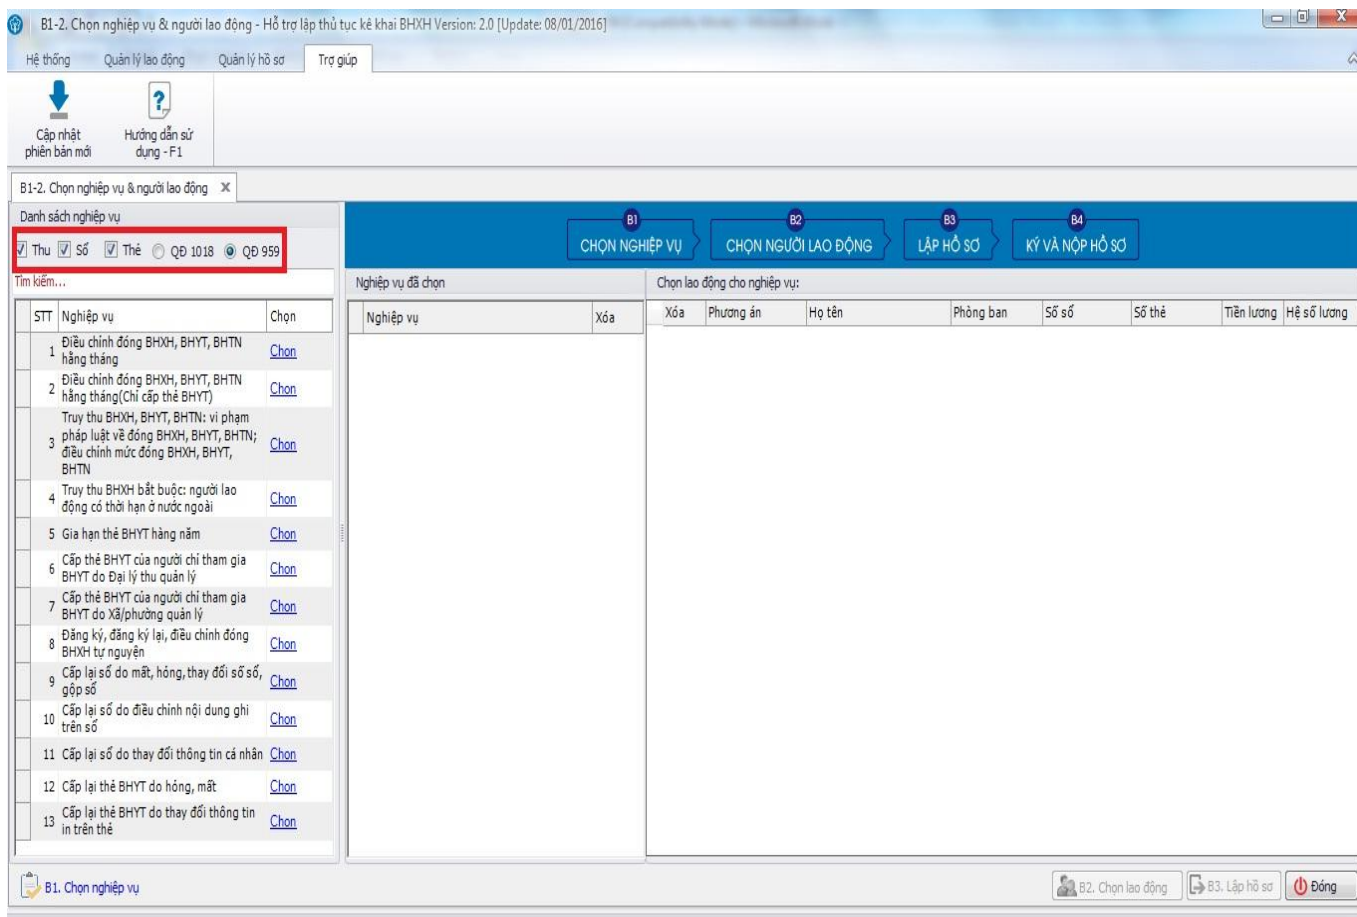 B1-2. Chọn nghiệp vụ & người lao động - Hỗ trợ lập thủ tục kê khai BHXH Version: 2.0 [Update: 08/01/2016]
Hệ thống Quản lý lao động Quản lý hồ sơ Trợ giúp
Cập nhật
phiên bản mới
Hướng dẫn sử
dụng - F1
B1-2. Chọn nghiệp vụ & người lao động X
Danh sách nghiệp vụ
Thu Sổ Thẻ QĐ 1018 QĐ 959
Tìm kiếm...
STT Nghiệp vụ Chọn
1 Điều chỉnh đóng BHXH, BHYT, BHTN
hằng tháng Chọn
2 Điều chỉnh đóng BHXH, BHYT, BHTN
hằng tháng(Chỉ cấp thẻ BHYT) Chọn
3 Truy thu BHXH, BHYT, BHTN: vi phạm
pháp luật về đóng BHXH, BHYT, BHTN;
điều chỉnh mức đóng BHXH, BHYT,
BHTN Chọn
4 Truy thu BHXH bắt buộc: người lao
động có thời hạn ở nước ngoài Chọn
5 Gia hạn thẻ BHYT hàng năm Chọn
6 Cấp thẻ BHYT của người chỉ tham gia
BHYT do Đại lý thu quản lý Chọn
7 Cấp thẻ BHYT của người chỉ tham gia
BHYT do Xã/phường quản lý Chọn
8 Đăng ký, đăng ký lại, điều chỉnh đóng
BHXH tự nguyện Chọn
9 Cấp lại sổ do mất, hỏng, thay đổi số sổ,
gộp sổ Chọn
10 Cấp lại sổ do điều chỉnh nội dung ghi
trên sổ Chọn
11 Cấp lại sổ do thay đổi thông tin cá nhân Chọn
12 Cấp lại thẻ BHYT do hỏng, mất Chọn
13 Cấp lại thẻ BHYT do thay đổi thông tin
in trên thẻ Chọn
B1 B2 B3 B4
CHỌN NGHIỆP VỤ CHỌN NGƯỜI LAO ĐỘNG LẬP HỒ SƠ KÝ VÀ NỘP HỒ SƠ
Nghiệp vụ đã chọn
Nghiệp vụ Xóa
Chọn lao động cho nghiệp vụ:
Xóa Phương án Họ tên Phòng ban Số sổ Số thẻ Tiền lương Hệ số lương
B1. Chọn nghiệp vụ
B2. Chọn lao động B3. Lập hồ sơ Đóng